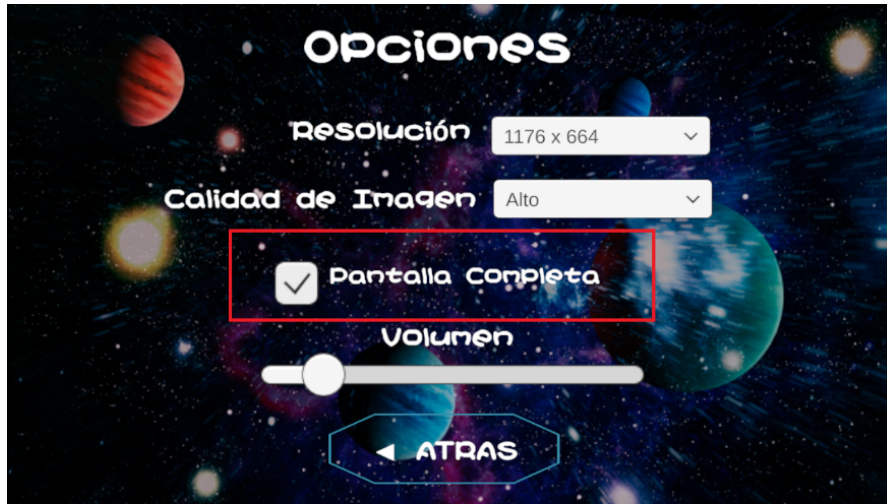 Opciones
Resolución 1176 x 664
Calidad de Imagen Alto
Pantalla Completa
Volumen
ATRAS